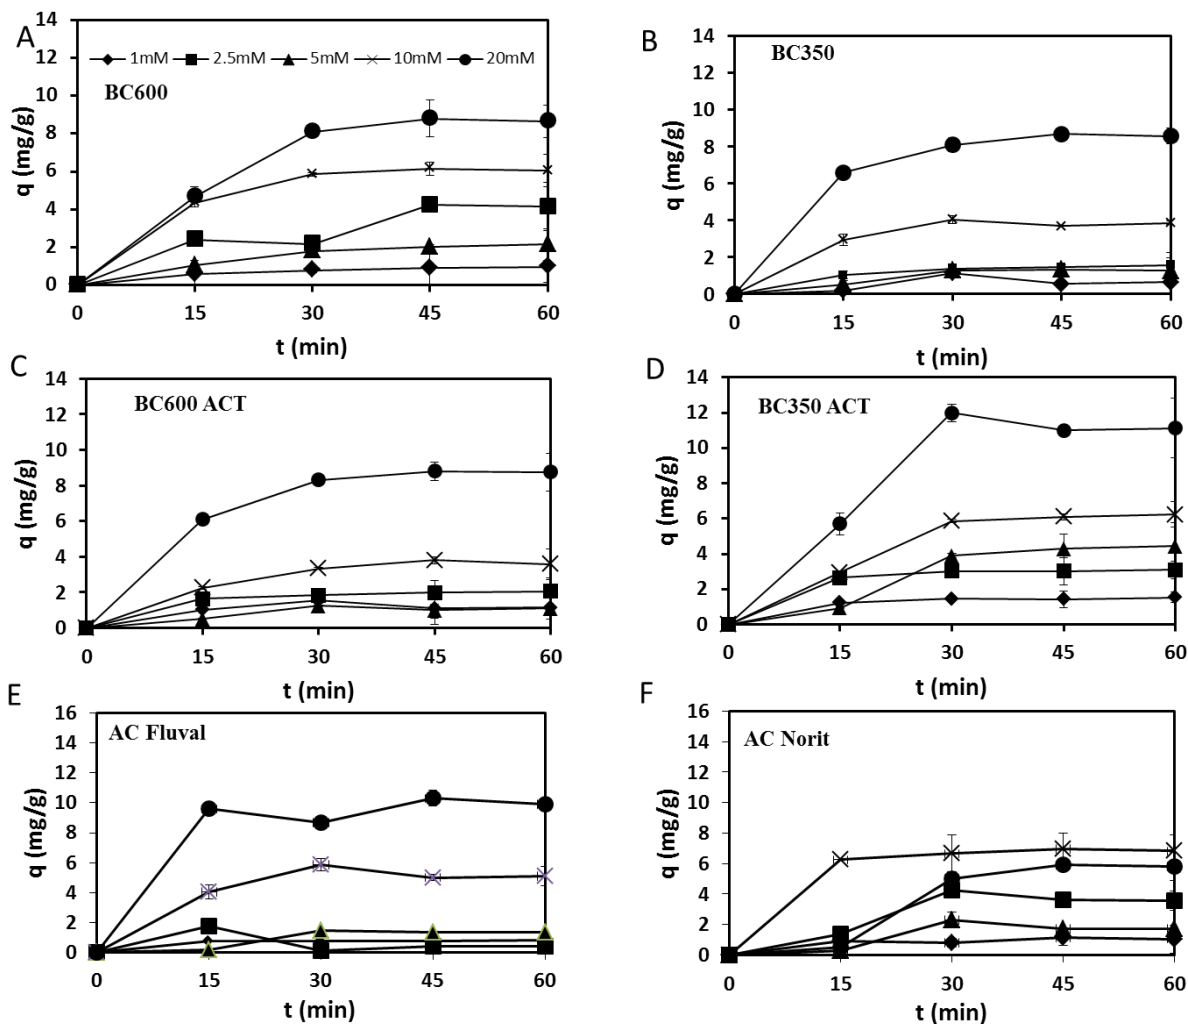 A
14
12
10
8
6
4
2
0
q (mg/g)
1mM 2.5mM 5mM 10mM 20mM
BC600
0 15 30 45 60
t (min)
B
14
12
10
8
6
4
2
0
q (mg/g)
BC350
0 15 30 45 60
t (min)
C
14
12
10
8
6
4
2
0
q (mg/g)
BC600 ACT
0 15 30 45 60
t (min)
D
14
12
10
8
6
4
2
0
q (mg/g)
BC350 ACT
0 15 30 45 60
t (min)
E
16
14
12
10
8
6
4
2
0
q (mg/g)
AC Fluval
0 15 30 45 60
t (min)
F
16
14
12
10
8
6
4
2
0
q (mg/g)
AC Norit
0 15 30 45 60
t (min)